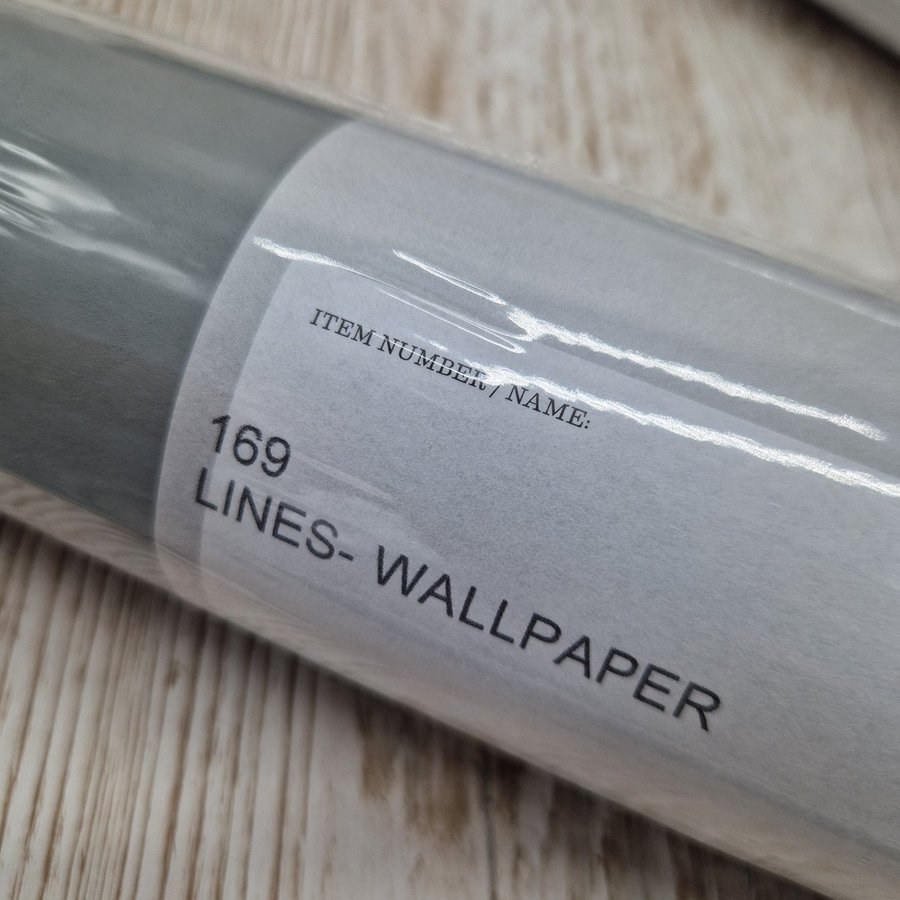 ITEM NUMBER / NAME:
169
LINES- WALLPAPER